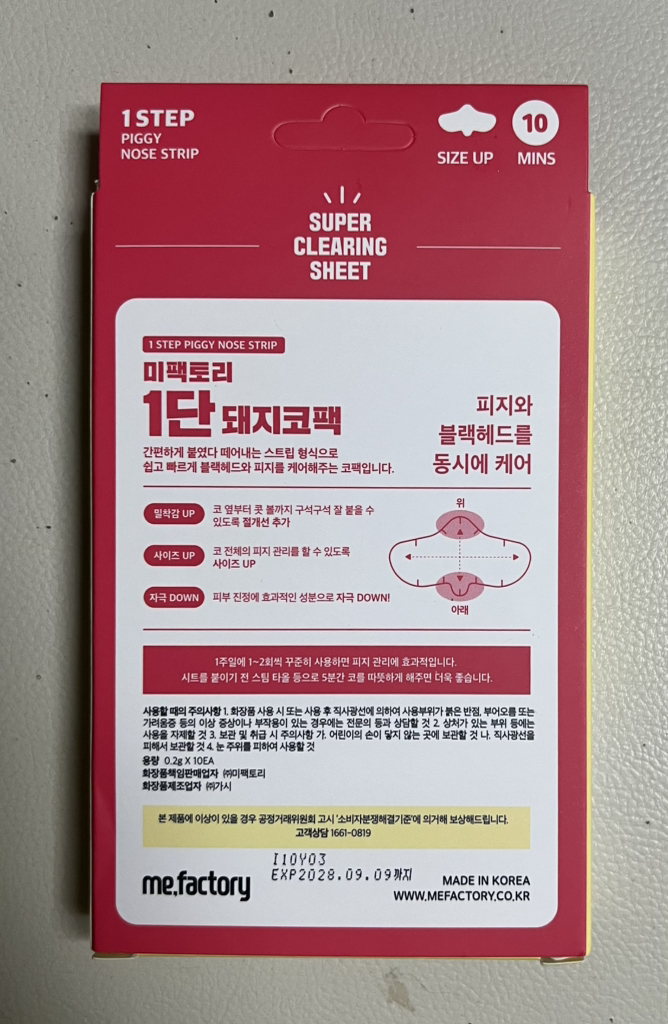 1 STEP
PIGGY
NOSE STRIP
SIZE UP
10
MINS
SUPER
CLEARING
SHEET
1 STEP PIGGY NOSE STRIP
미팩토리
1단 돼지코팩
간편하게 붙였다 떼어내는 스트립 형식으로
쉽고 빠르게 블랙헤드와 피지를 케어해주는 코팩입니다.
피지와
블랙헤드를
동시에 케어
밀착감 UP
코 옆부터 콧 볼까지 구석구석 잘 붙을 수
있도록 절개선 추가
사이즈 UP
코 전체의 피지 관리를 할 수 있도록
사이즈 UP
자극 DOWN
피부 진정에 효과적인 성분으로 자극 DOWN!
위
아래
1주일에 1~2회씩 꾸준히 사용하면 피지 관리에 효과적입니다.
시트를 붙이기 전 스팀 타올 등으로 5분간 코를 따뜻하게 해주면 더욱 좋습니다.
사용할 때의 주의사항 1. 화장품 사용 시 또는 사용 후 직사광선에 의하여 사용부위가 붉은 반점, 부어오름 또는
가려움증 등의 이상 증상이나 부작용이 있는 경우에는 전문의 등과 상담할 것 2. 상처가 있는 부위 등에는
사용을 자제할 것 3. 보관 및 취급 시 주의사항 가. 어린이의 손이 닿지 않는 곳에 보관할 것 나. 직사광선을
피해서 보관할 것 4. 눈 주위를 피하여 사용할 것
용량 0.2g X 10EA
화장품책임판매업자 ㈜미팩토리
화장품제조업자 ㈜가시
본 제품에 이상이 있을 경우 공정거래위원회 고시 '소비자분쟁해결기준'에 의거해 보상해드립니다.
고객상담 1661-0819
I10Y03
EXP2028.09.09까지
me.factory
MADE IN KOREA
WWW.MEFACTORY.CO.KR